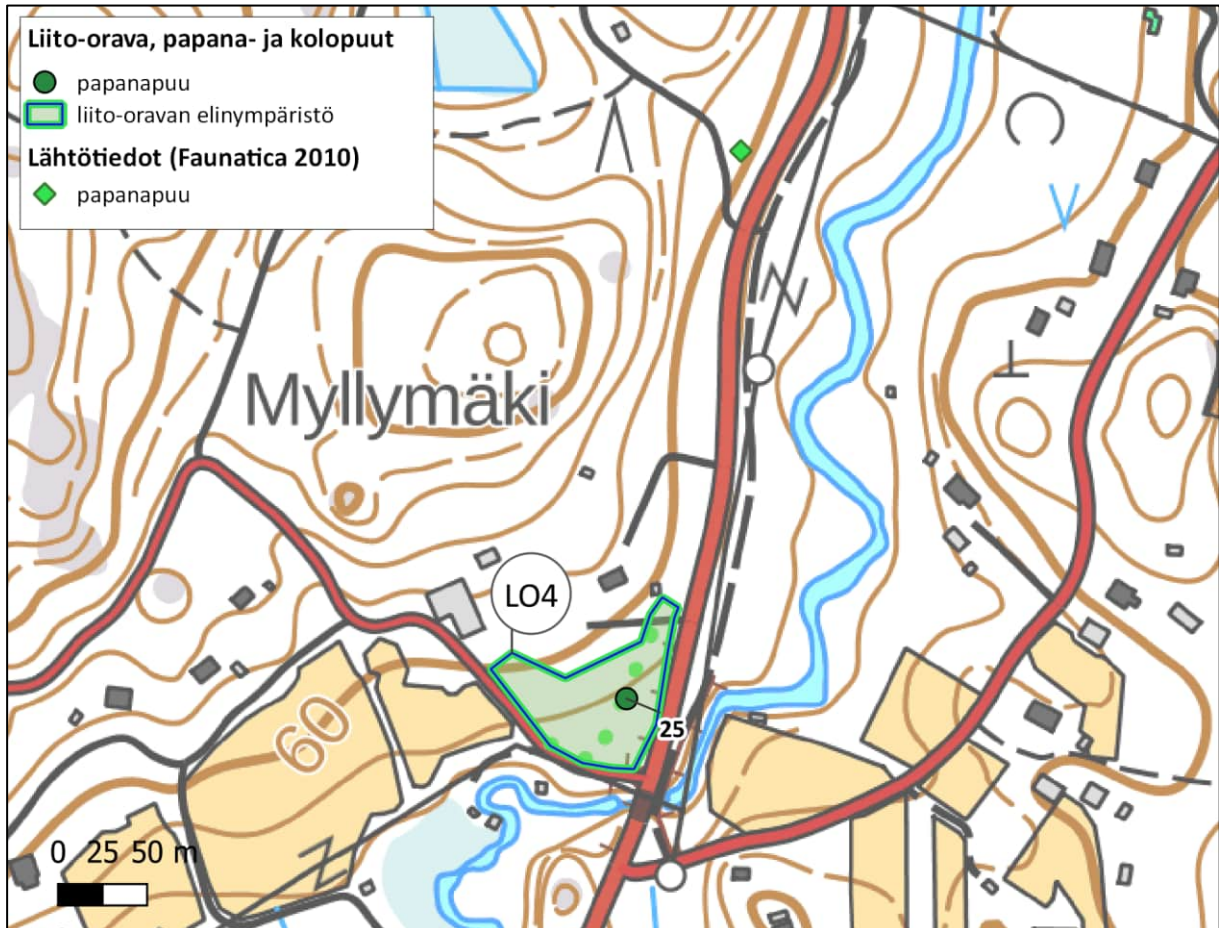 Liito-orava, papana- ja kolopuut
papanapuu
liito-oravan elinympäristö
Lähtötiedot (Faunatica 2010)
papanapuu
Myllymäki
LO4
25
60
0 25 50 m